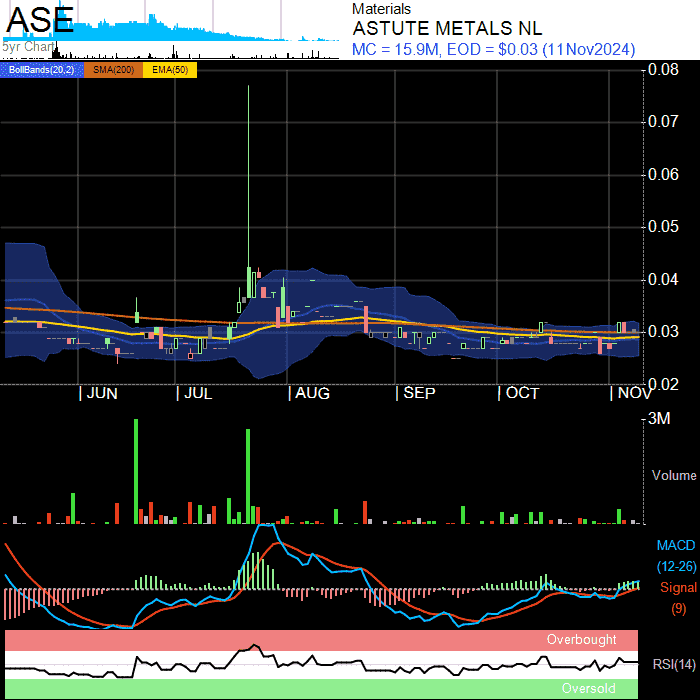 ASE
5yr Chart
Materials
ASTUTE METALS NL
MC = 15.9M, EOD = $0.03 (11Nov2024)
BollBands(20,2) SMA(200) EMA(50)
0.08
0.07
0.06
0.05
0.04
0.03
0.02
JUN JUL AUG SEP OCT NOV
3M
Volume
MACD
(12-26)
Signal
(9)
Overbought
RSI(14)
Oversold